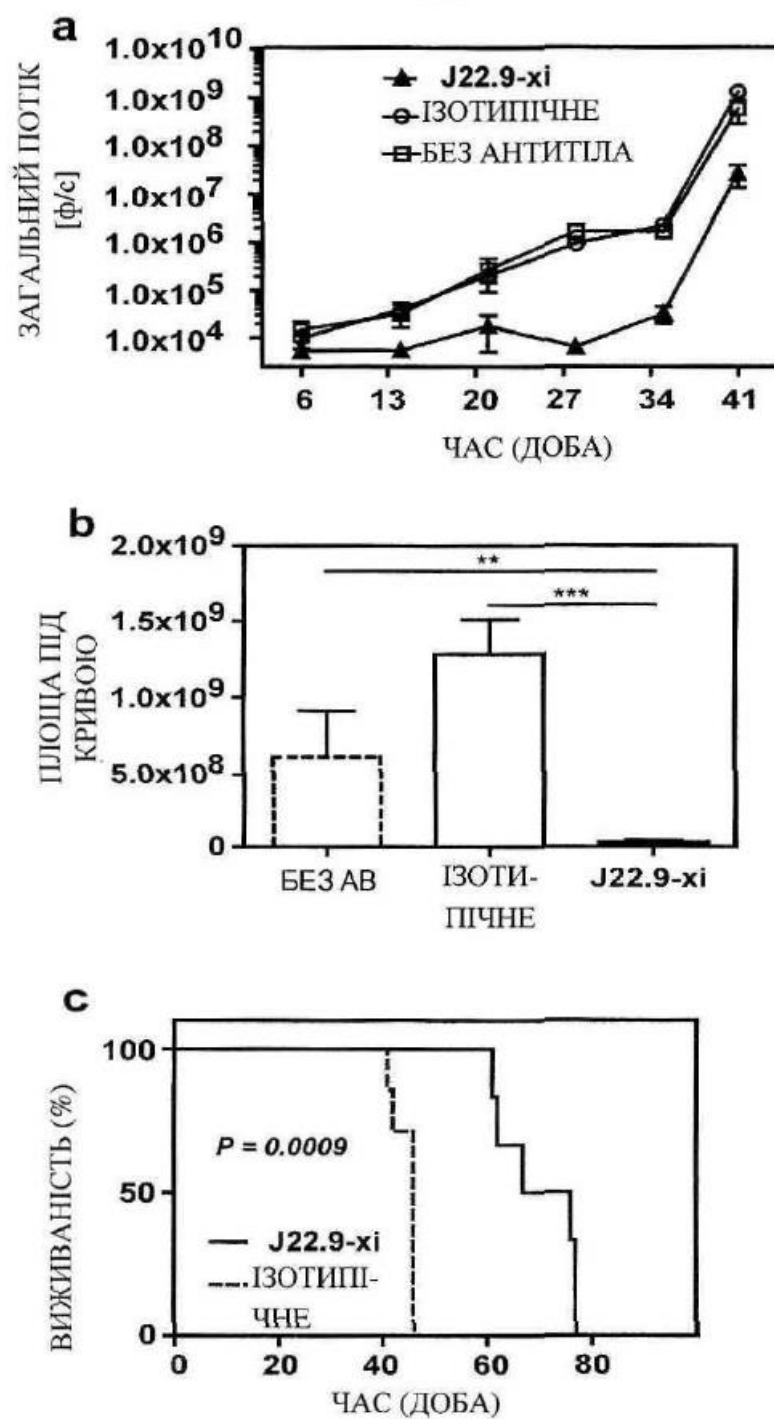 a
1.0x10^10
1.0x10^9
1.0x10^8
1.0x10^7
1.0x10^6
1.0x10^5
1.0x10^4
ЗАГАЛЬНИЙ ПОТІК
[ф/с]
J22.9-xi
ІЗОТИПІЧНЕ
БЕЗ АНТИТІЛА
6 13 20 27 34 41
ЧАС (ДОБА)
b
2.0x10^9
1.5x10^9
1.0x10^9
5.0x10^8
0
ПЛОЩА ПІД
КРИВОЮ
**
***
БЕЗ АВ
ІЗОТИ-
ПІЧНЕ
J22.9-xi
c
100
50
0
ВИЖИВАНІСТЬ (%)
P = 0.0009
J22.9-xi
ІЗОТИПІ-
ЧНЕ
0 20 40 60 80
ЧАС (ДОБА)